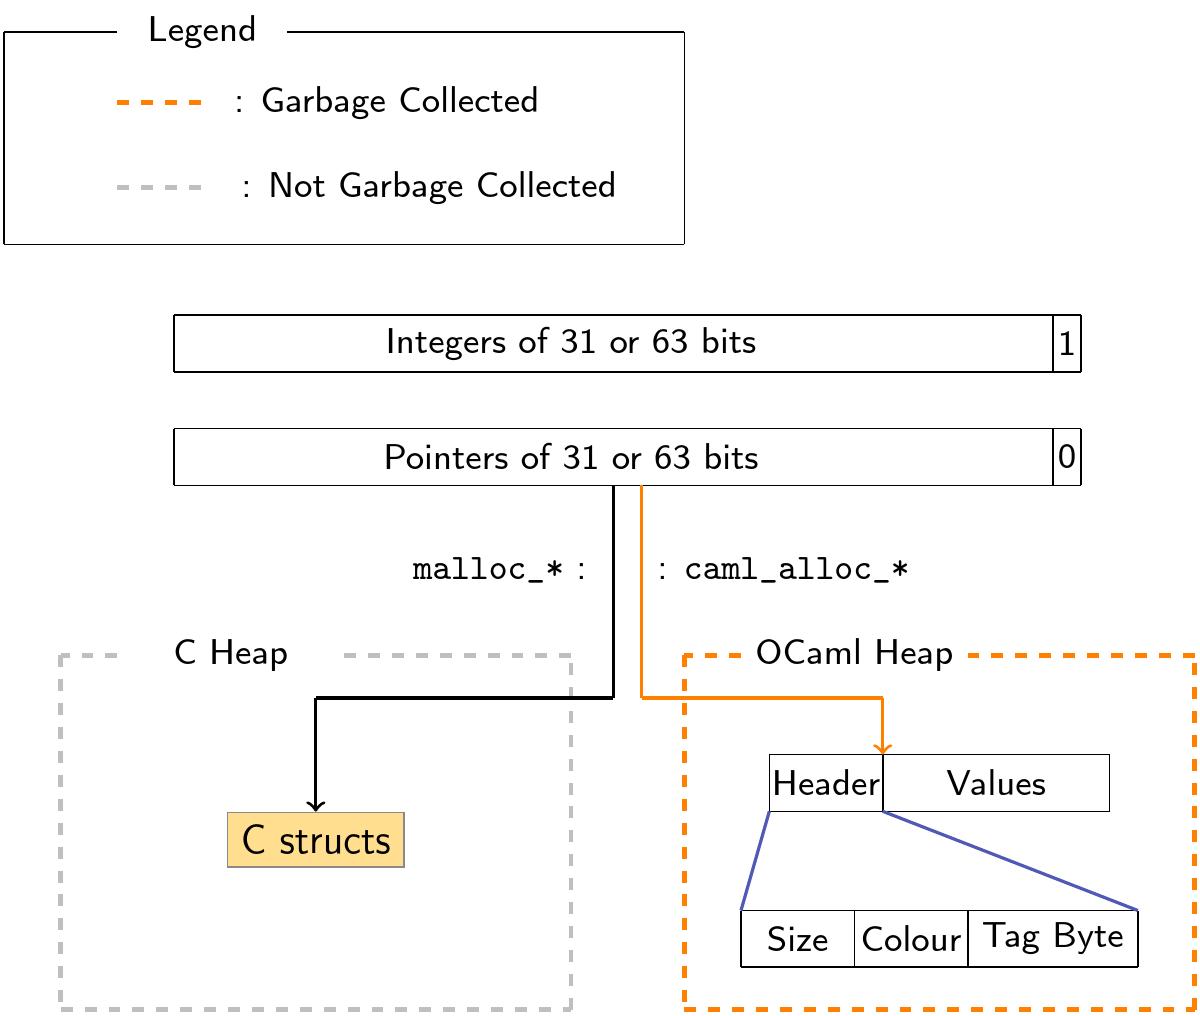 Legend
: Garbage Collected
: Not Garbage Collected
Integers of 31 or 63 bits 1
Pointers of 31 or 63 bits 0
malloc_* : : caml_alloc_*
C Heap OCaml Heap
Header Values
C structs
Size Colour Tag Byte